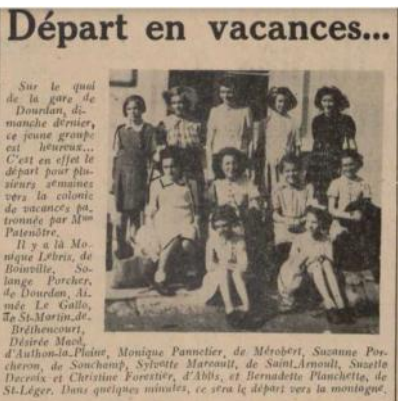 Départ en vacances...
Sur le quai
de la gare de
Dourdan, di-
manche dernier,
ce jeune groupe
est heureux...
C'est en effet le
départ pour plu-
sieurs semaines
vers la colonie
de vacances pa-
tronnée par Mme
Patenôtre.
Il y a là Mo-
nique Lebris, de
Boinville, So-
lange Porcher,
de Dourdan, Ai-
mée Le Gallo,
de St-Martin-de-
Bréthencourt,
Désirée Macé,
d'Authon-la-Plaine, Monique Pannetier, de Mérobert, Suzanne Por-
cheron, de Sonchamp, Sylvette Marcault, de Saint-Arnoult, Suzette
Decroix et Christine Forestier, d'Ablis, et Bernadette Planchette, de
St-Léger. Dans quelques minutes, ce sera le départ vers la montagne.